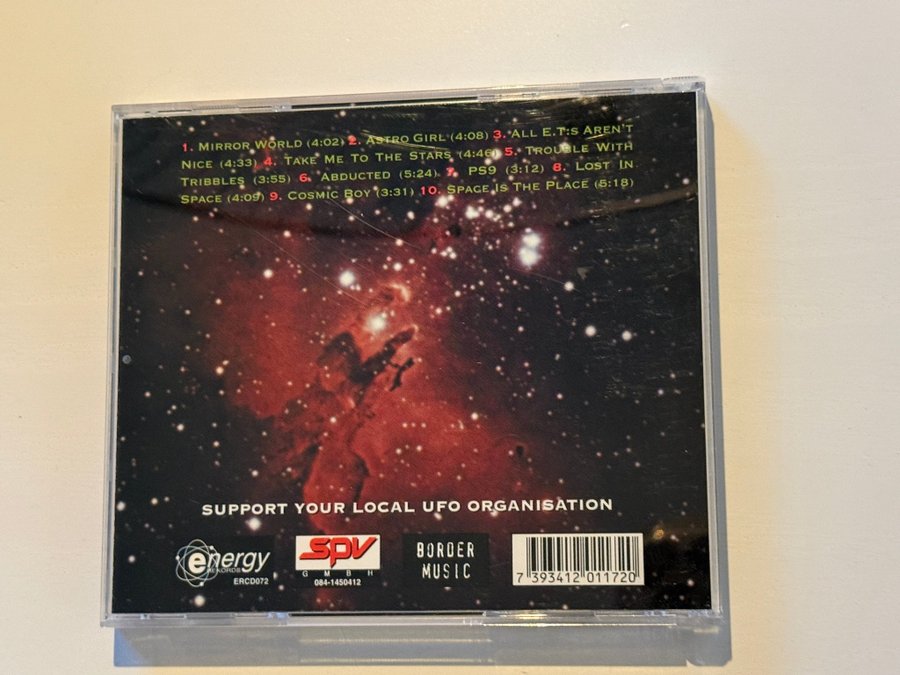 1. MIRROR WORLD (4:02) 2. ASTRO GIRL (4:08) 3. ALL E.T:S AREN'T
NICE (4:33) 4. TAKE ME TO THE STARS (4:46) 5. TROUBLE WITH
TRIBBLES (3:55) 6. ABDUCTED (5:24) 7. PS9 (3:12) 8. LOST IN
SPACE (4:09) 9. COSMIC BOY (3:31) 10. SPACE IS THE PLACE (5:18)
SUPPORT YOUR LOCAL UFO ORGANISATION
energy
REKORDS
ERCD072
SPV
GMBH
084-1450412
BORDER
MUSIC
7 393412 011720